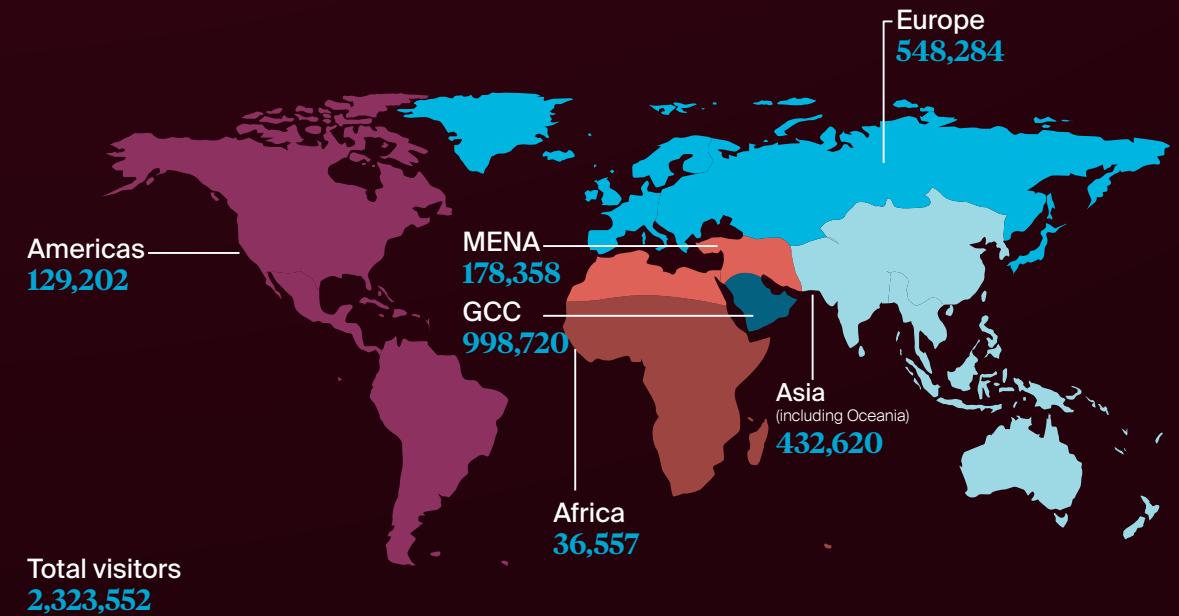 Europe
548,284
Americas
129,202
MENA
178,358
GCC
998,720
Asia
(including Oceania)
432,620
Africa
36,557
Total visitors
2,323,552